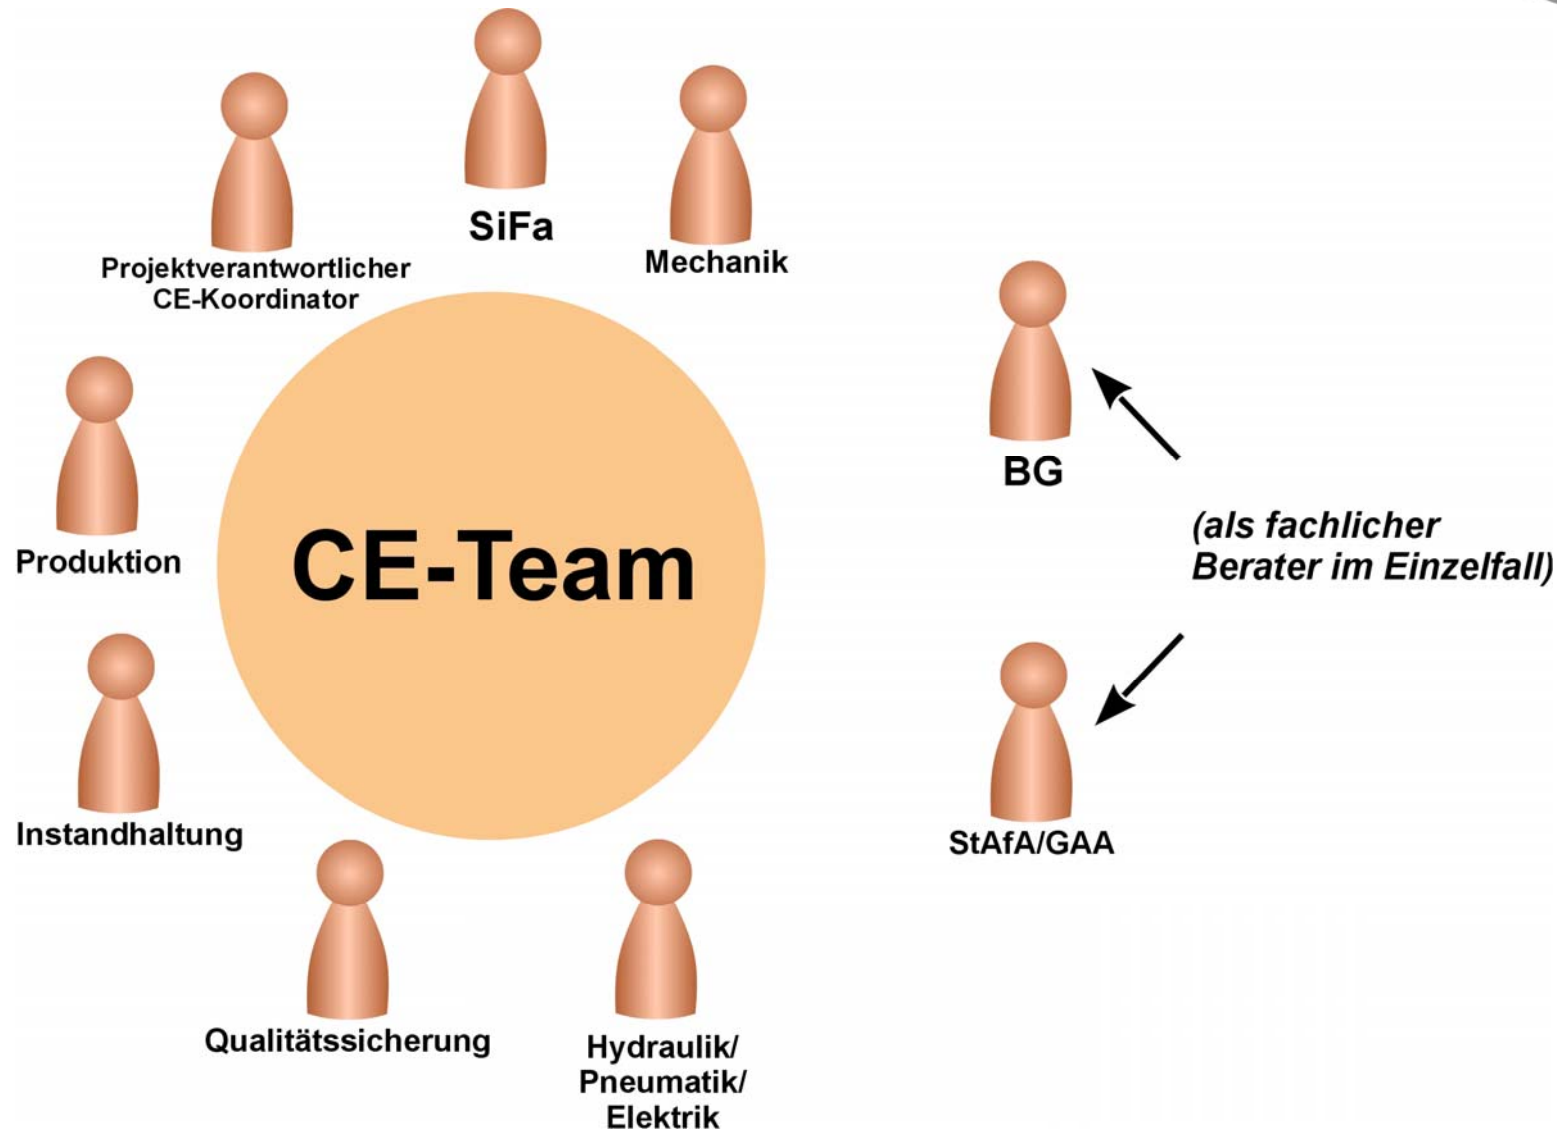 SiFa
Mechanik
Projektverantwortlicher
CE-Koordinator
BG
CE-Team
(als fachlicher
Berater im Einzelfall)
Produktion
Instandhaltung
StAfA/GAA
Qualitätssicherung
Hydraulik/
Pneumatik/
Elektrik